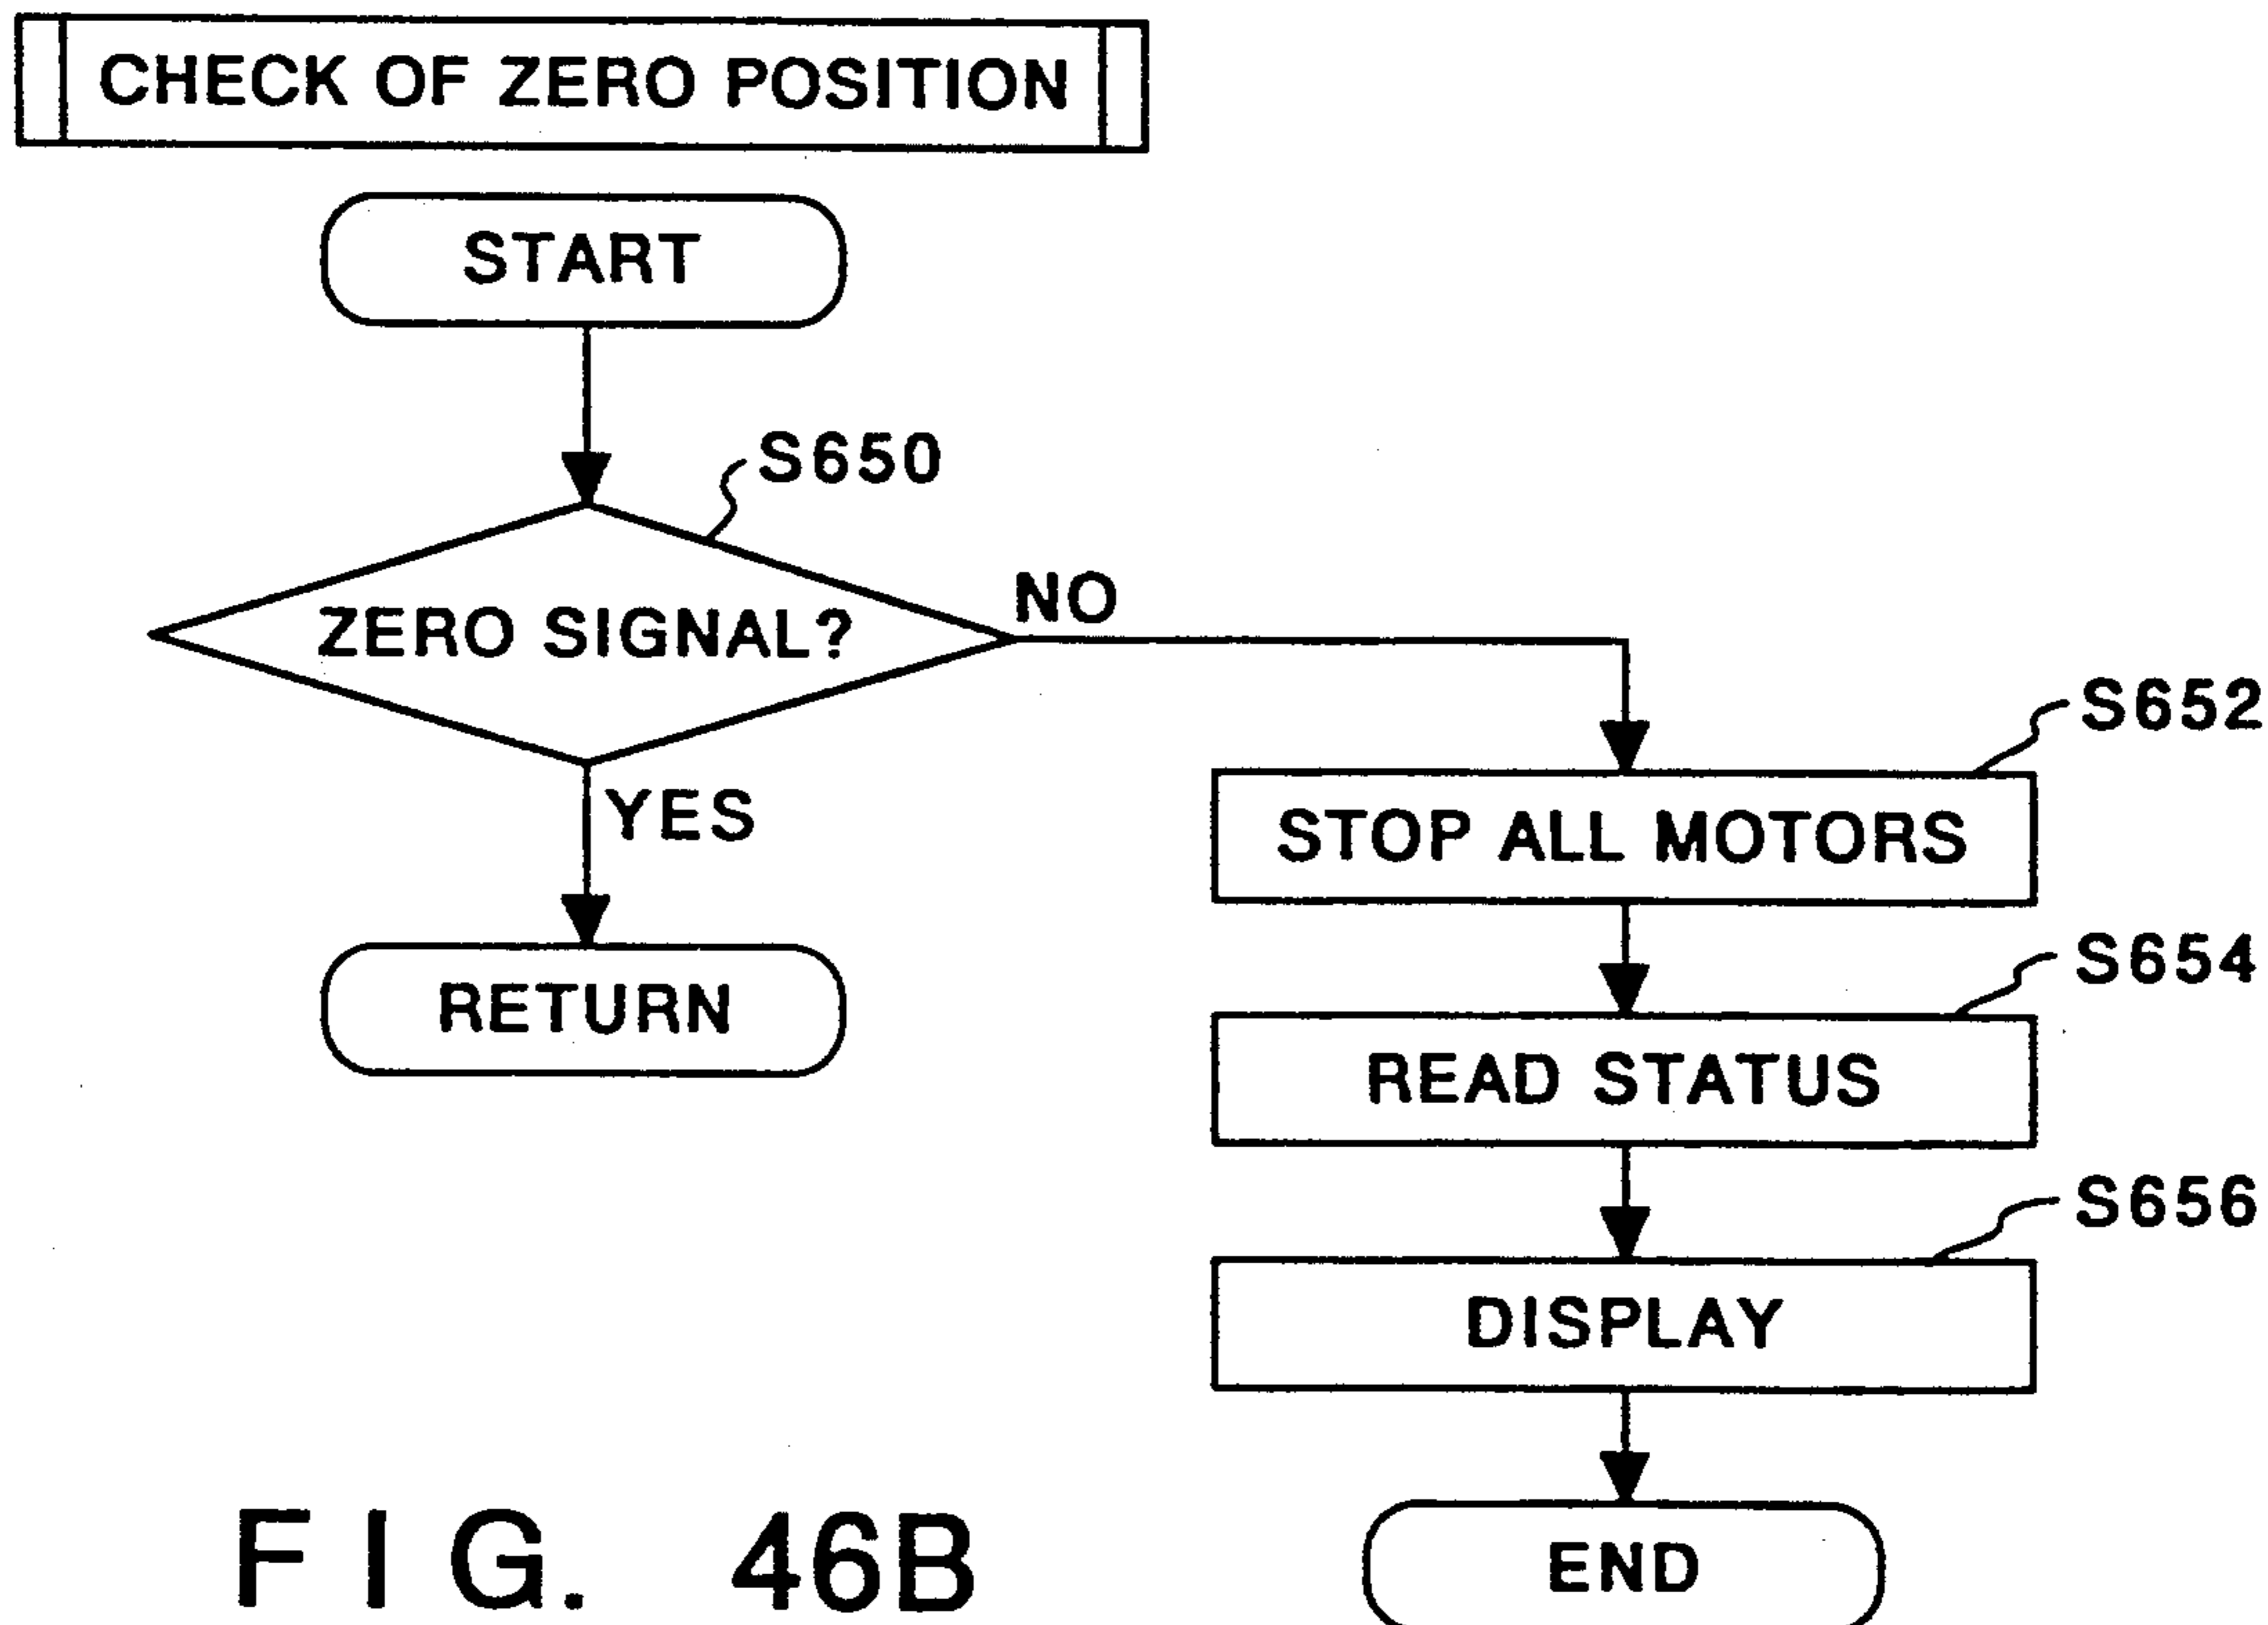 CHECK OF ZERO POSITION
START
S650
ZERO SIGNAL?
NO
YES
RETURN
S652
STOP ALL MOTORS
S654
READ STATUS
S656
DISPLAY
END
FIG. 46B